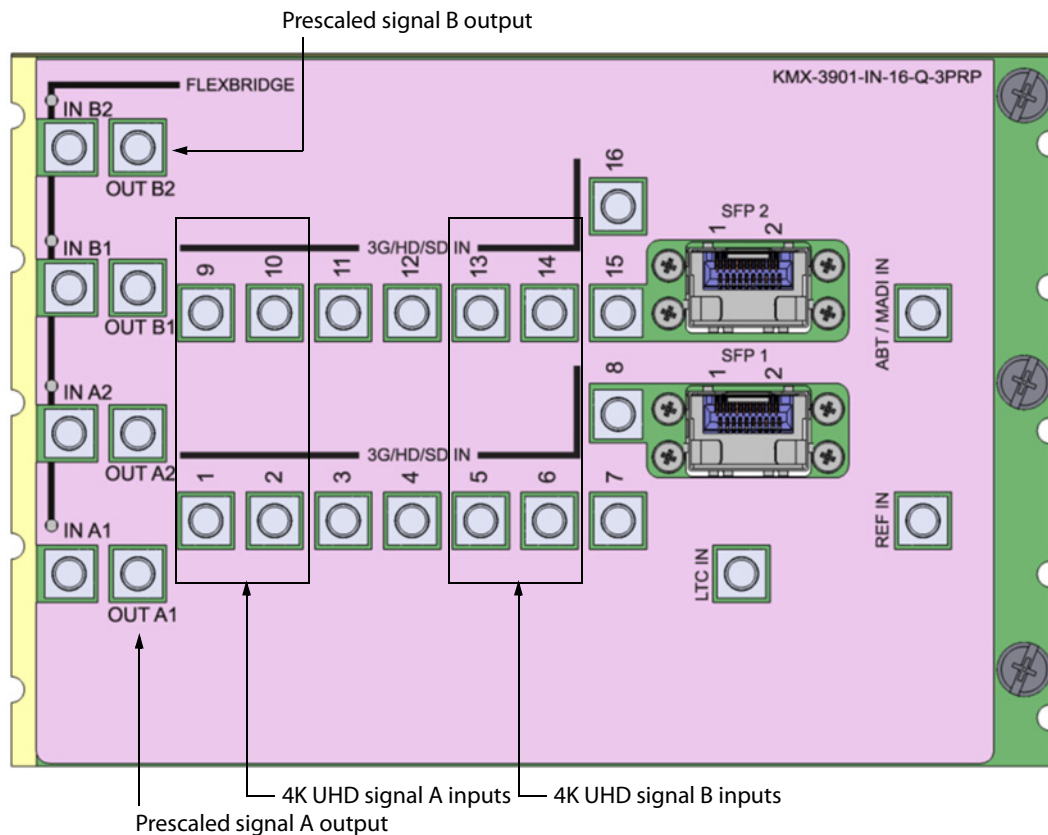 Prescaled signal B output
FLEXBRIDGE
KMX-3901-IN-16-Q-3PRP
IN B2
OUT B2
16
SFP 2
1 2
IN B1
3G/HD/SD IN
9 10 11 12 13 14 15
OUT B1
ABT / MADI IN
SFP 1
1 2
IN A2
8
3G/HD/SD IN
OUT A2
1 2 3 4 5 6 7
IN A1
REF IN
LTC IN
OUT A1
4K UHD signal A inputs
4K UHD signal B inputs
Prescaled signal A output